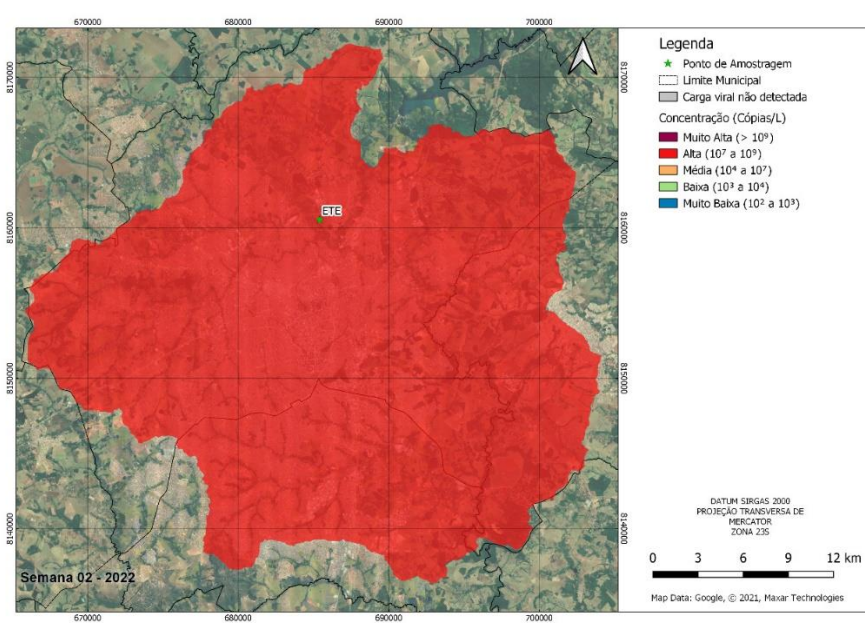 670000
680000
690000
700000
8170000
8160000
8150000
8140000
ETE
Semana 02 - 2022
8170000
8160000
8150000
8140000
670000
680000
690000
700000
Legenda
Ponto de Amostragem
Limite Municipal
Carga viral não detectada
Concentração (Cópias/L)
Muito Alta (> 10⁹)
Alta (10⁷ a 10⁹)
Média (10⁴ a 10⁷)
Baixa (10³ a 10⁴)
Muito Baixa (10² a 10³)
DATUM SIRGAS 2000
PROJEÇÃO TRANSVERSA DE
MERCATOR
ZONA 23S
0 3 6 9 12 km
Map Data: Google, © 2021, Maxar Technologies